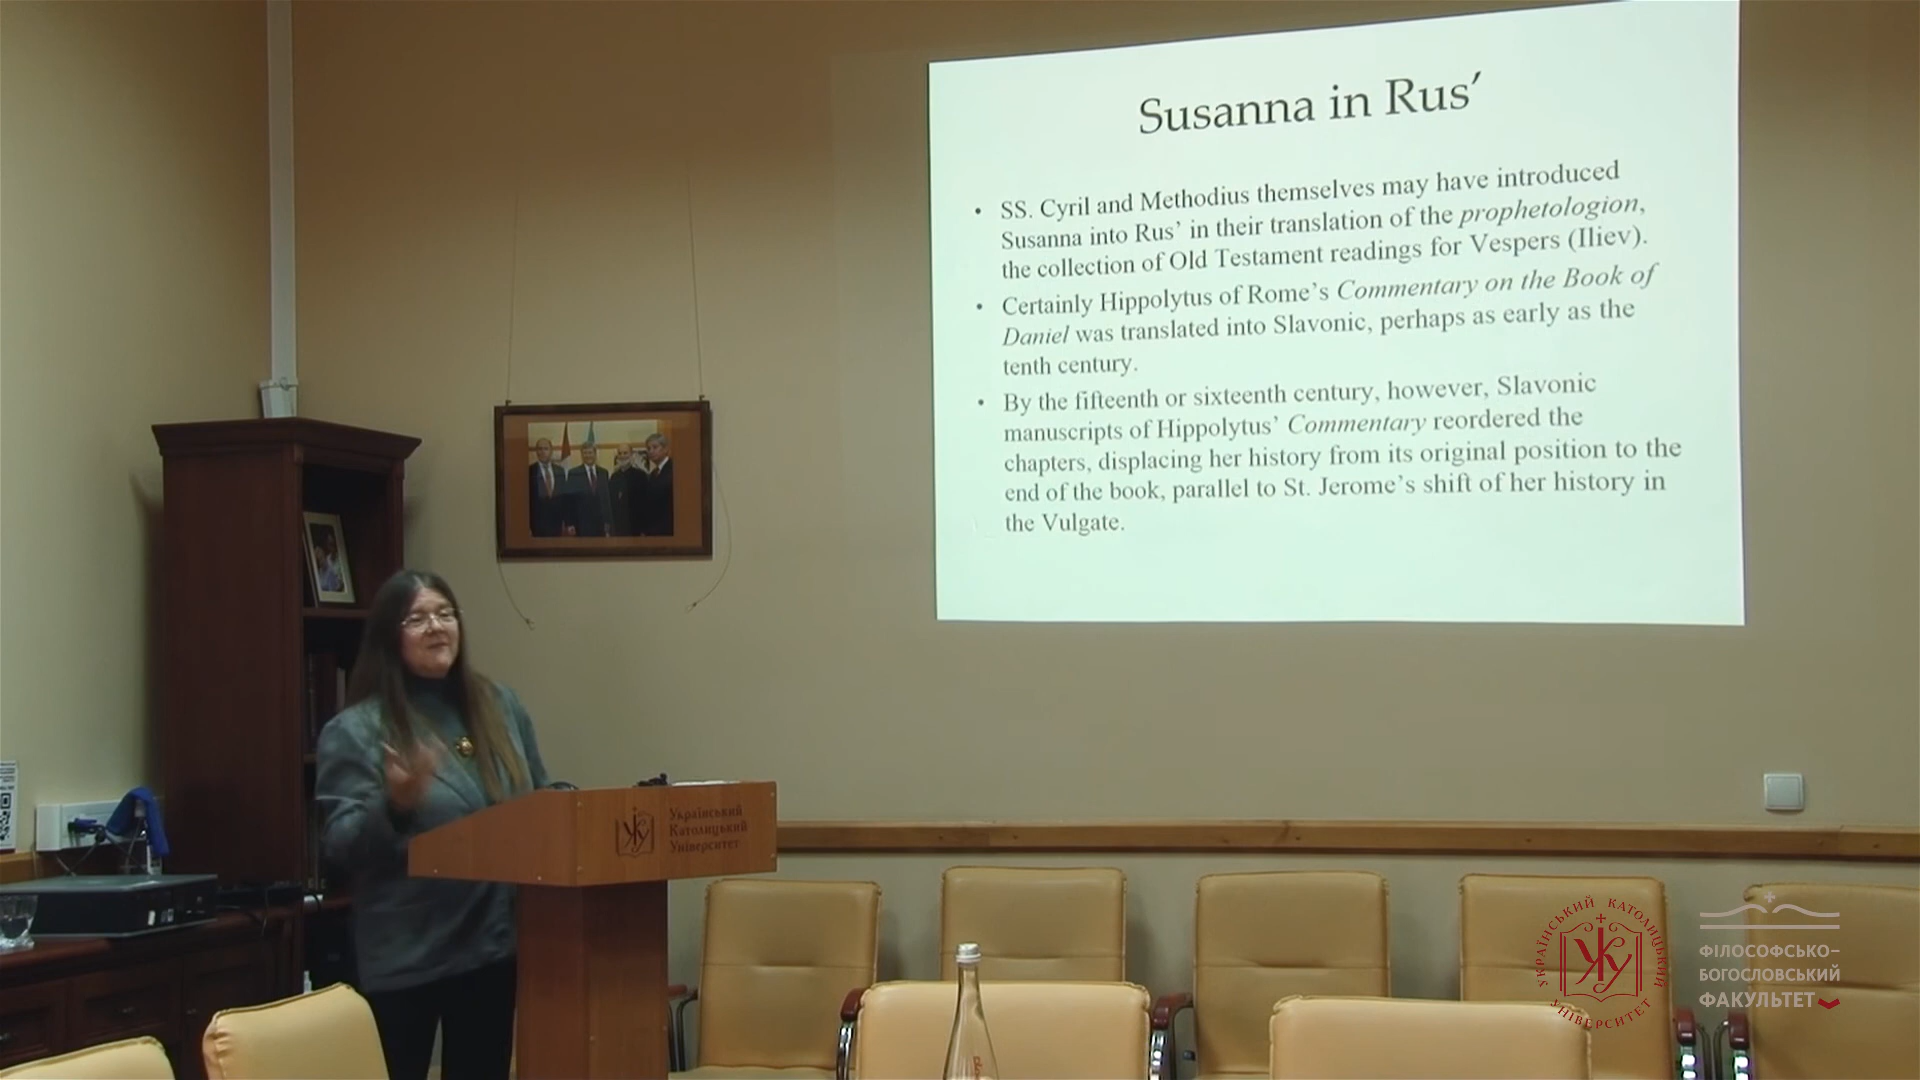 Susanna in Rus′
• SS. Cyril and Methodius themselves may have introduced
Susanna into Rus’ in their translation of the prophetologion,
the collection of Old Testament readings for Vespers (Iliev).
• Certainly Hippolytus of Rome’s Commentary on the Book of
Daniel was translated into Slavonic, perhaps as early as the
tenth century.
• By the fifteenth or sixteenth century, however, Slavonic
manuscripts of Hippolytus’ Commentary reordered the
chapters, displacing her history from its original position to the
end of the book, parallel to St. Jerome’s shift of her history in
the Vulgate.
Український
Католицький
Університет
УКРАЇНСЬКИЙ КАТОЛИЦЬКИЙ
УНІВЕРСИТЕТ
ФІЛОСОФСЬКО-
БОГОСЛОВСЬКИЙ
ФАКУЛЬТЕТ